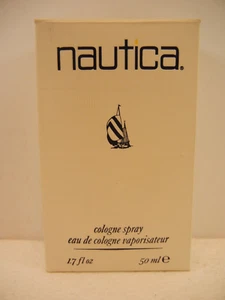 nautica®
cologne spray
eau de cologne vaporisateur
1.7 fl oz 50 ml ℮